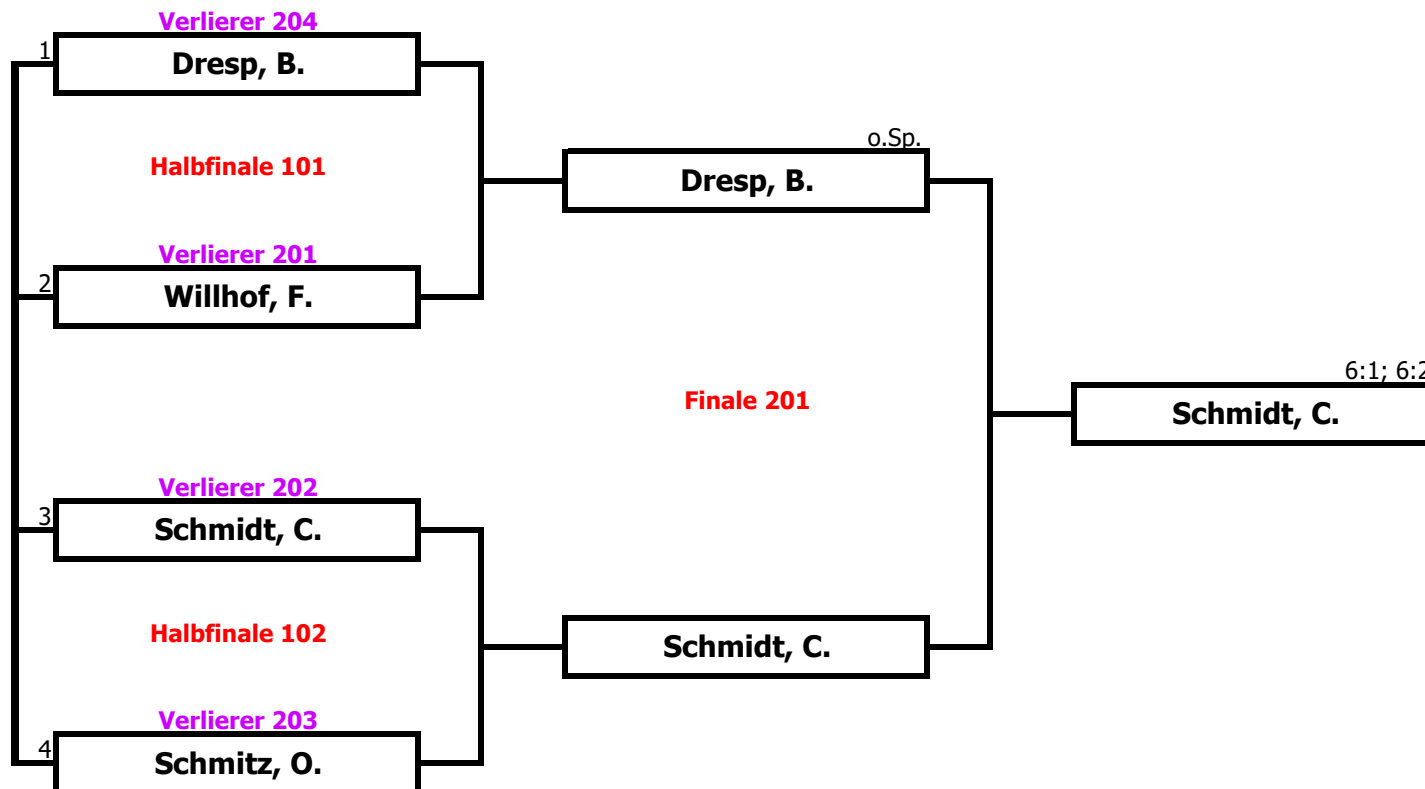 Verlierer 204
1
Dresp, B.
Halbfinale 101
o.Sp.
Dresp, B.
Verlierer 201
2
Willhof, F.
Finale 201
6:1; 6:2
Schmidt, C.
Verlierer 202
3
Schmidt, C.
Halbfinale 102
Schmidt, C.
Verlierer 203
4
Schmitz, O.